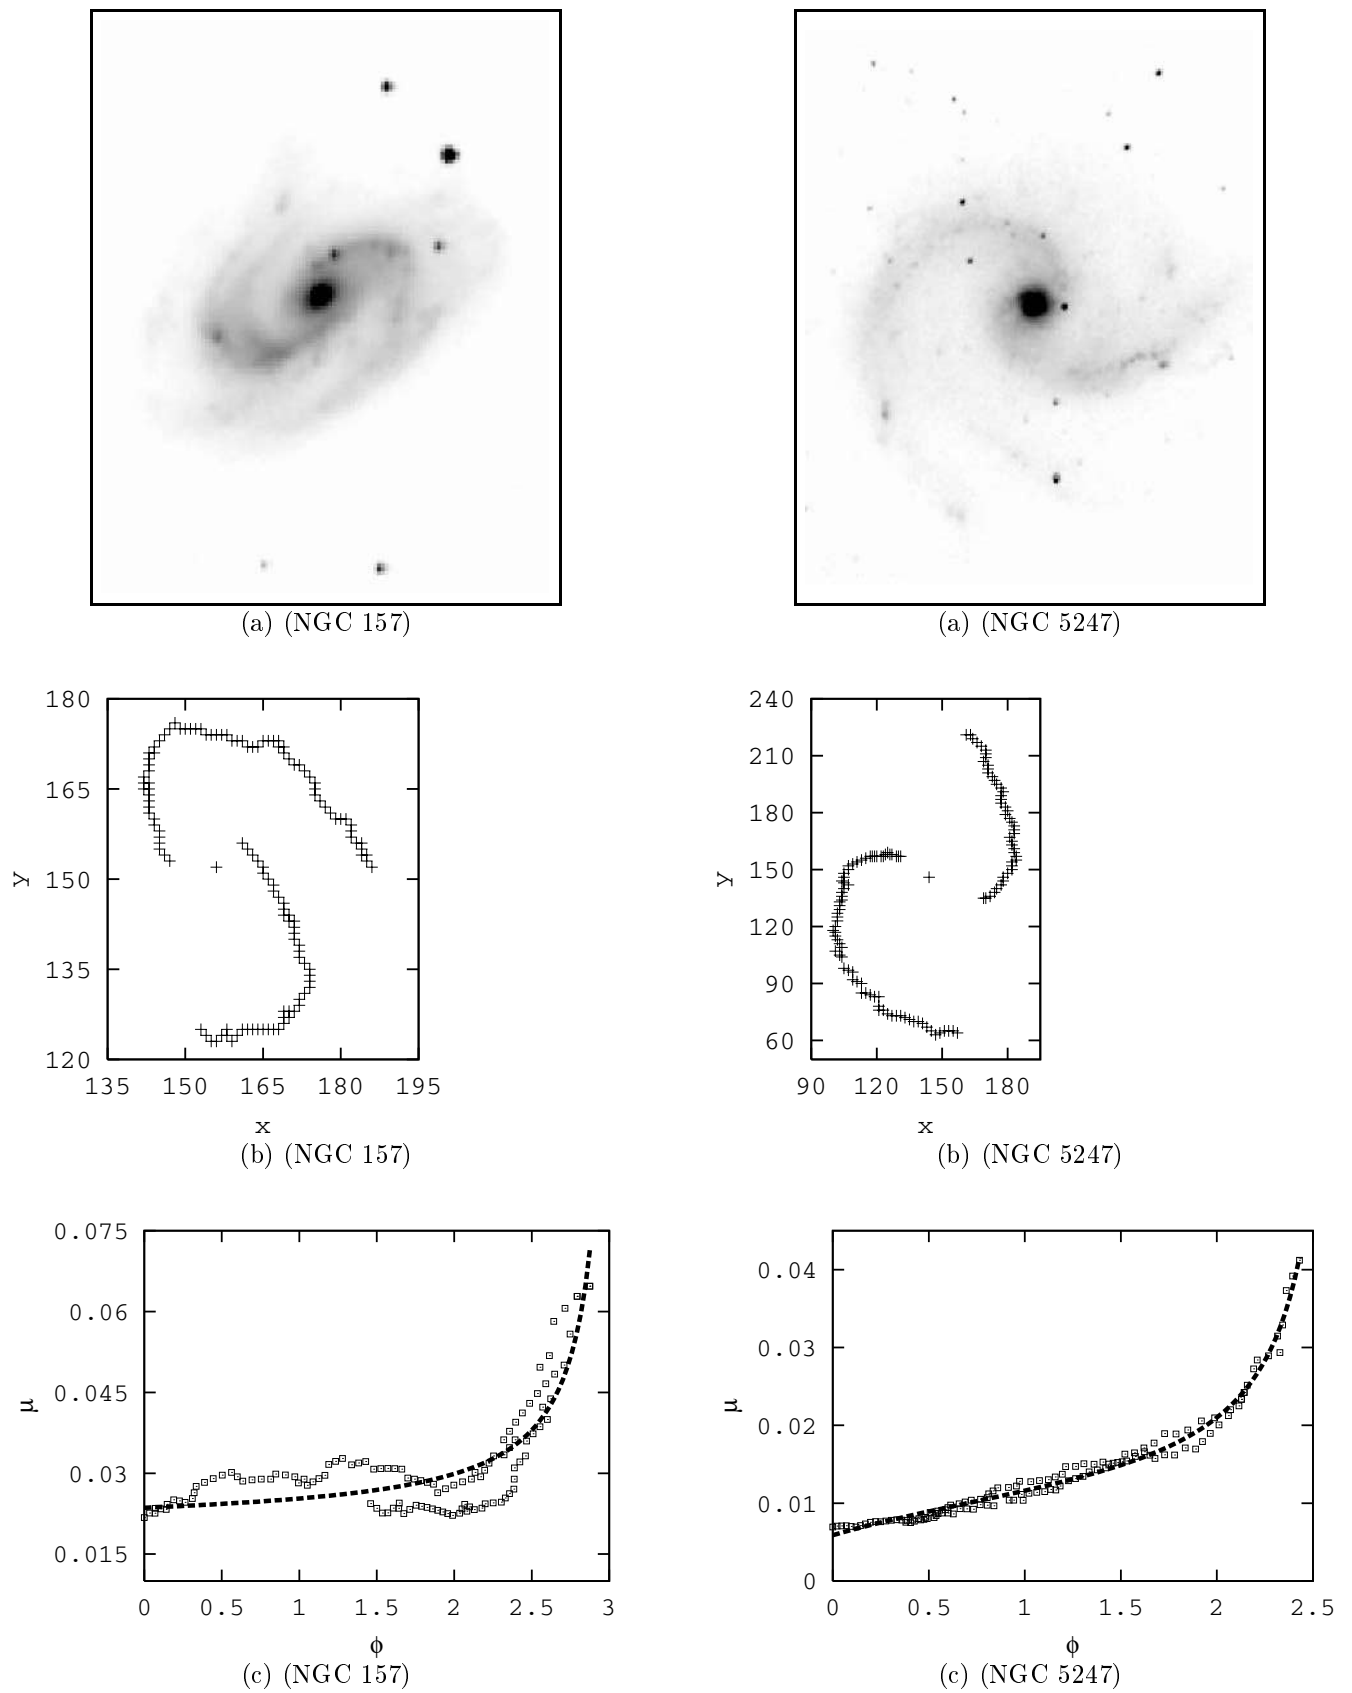 (a) (NGC 157)
(a) (NGC 5247)
180
165
150
135
120
y
135 150 165 180 195
x
(b) (NGC 157)
240
210
180
150
120
90
60
y
90 120 150 180
x
(b) (NGC 5247)
0.075
0.06
0.045
0.03
0.015
μ
0 0.5 1 1.5 2 2.5 3
ϕ
(c) (NGC 157)
0.04
0.03
0.02
0.01
0
μ
0 0.5 1 1.5 2 2.5
ϕ
(c) (NGC 5247)